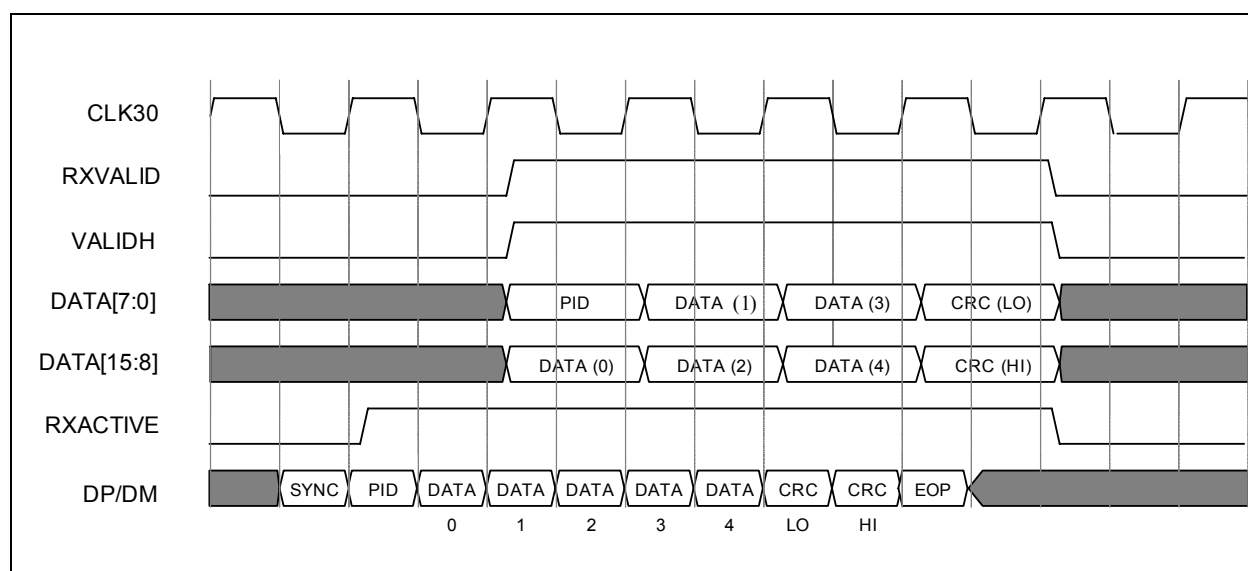 CLK30
RXVALID
VALIDH
DATA[7:0] PID DATA (1) DATA (3) CRC (LO)
DATA[15:8] DATA (0) DATA (2) DATA (4) CRC (HI)
RXACTIVE
DP/DM SYNC PID DATA DATA DATA DATA DATA CRC CRC EOP
0 1 2 3 4 LO HI